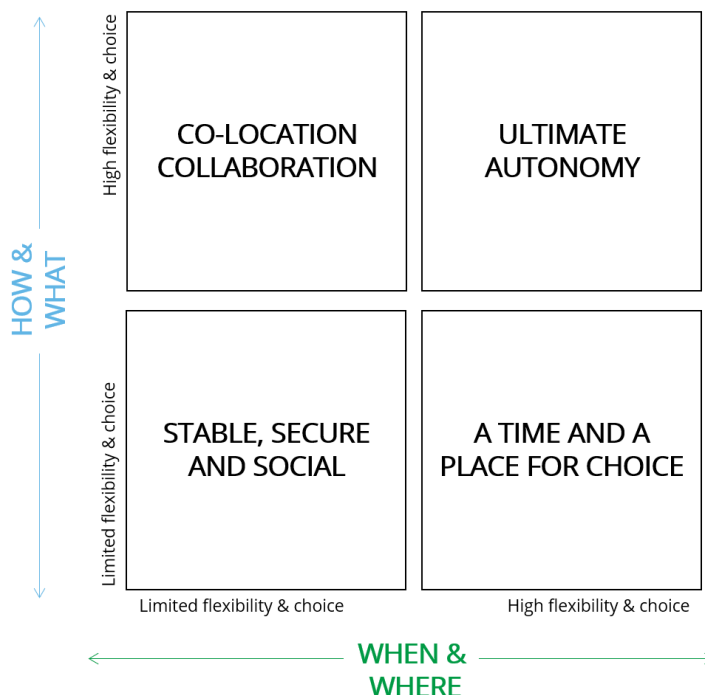 High flexibility & choice
CO-LOCATION
COLLABORATION
ULTIMATE
AUTONOMY
HOW &
WHAT
Limited flexibility & choice
STABLE, SECURE
AND SOCIAL
A TIME AND A
PLACE FOR CHOICE
Limited flexibility & choice
High flexibility & choice
WHEN &
WHERE